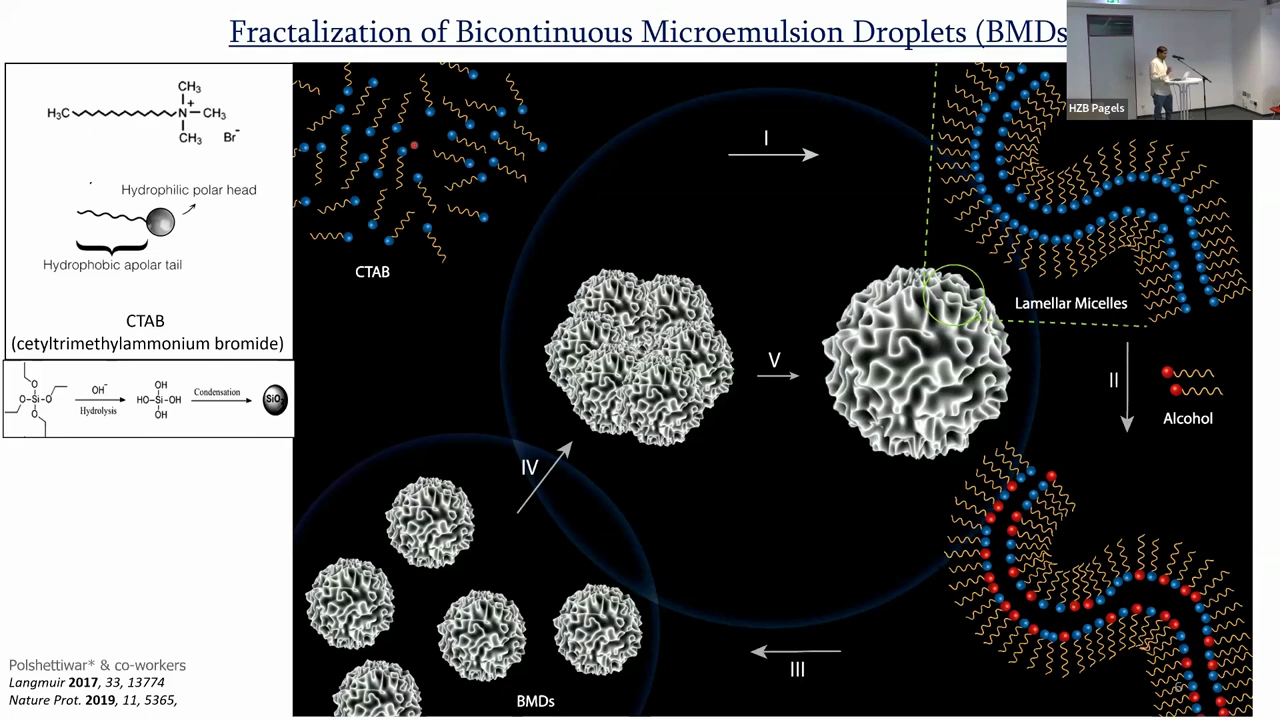 Fractalization of Bicontinuous Microemulsion Droplets (BMDs
HZB Pagels
CH3
H3C
N
+
CH3
CH3
Br-
Hydrophilic polar head
Hydrophobic apolar tail
CTAB
(cetyltrimethylammonium bromide)
O
O-Si-O
O
OH-
Hydrolysis
OH
HO-Si-OH
OH
Condensation
SiO2
CTAB
I
Lamellar Micelles
II
Alcohol
V
IV
III
BMDs
Polshettiwar* & co-workers
Langmuir 2017, 33, 13774
Nature Prot. 2019, 11, 5365,